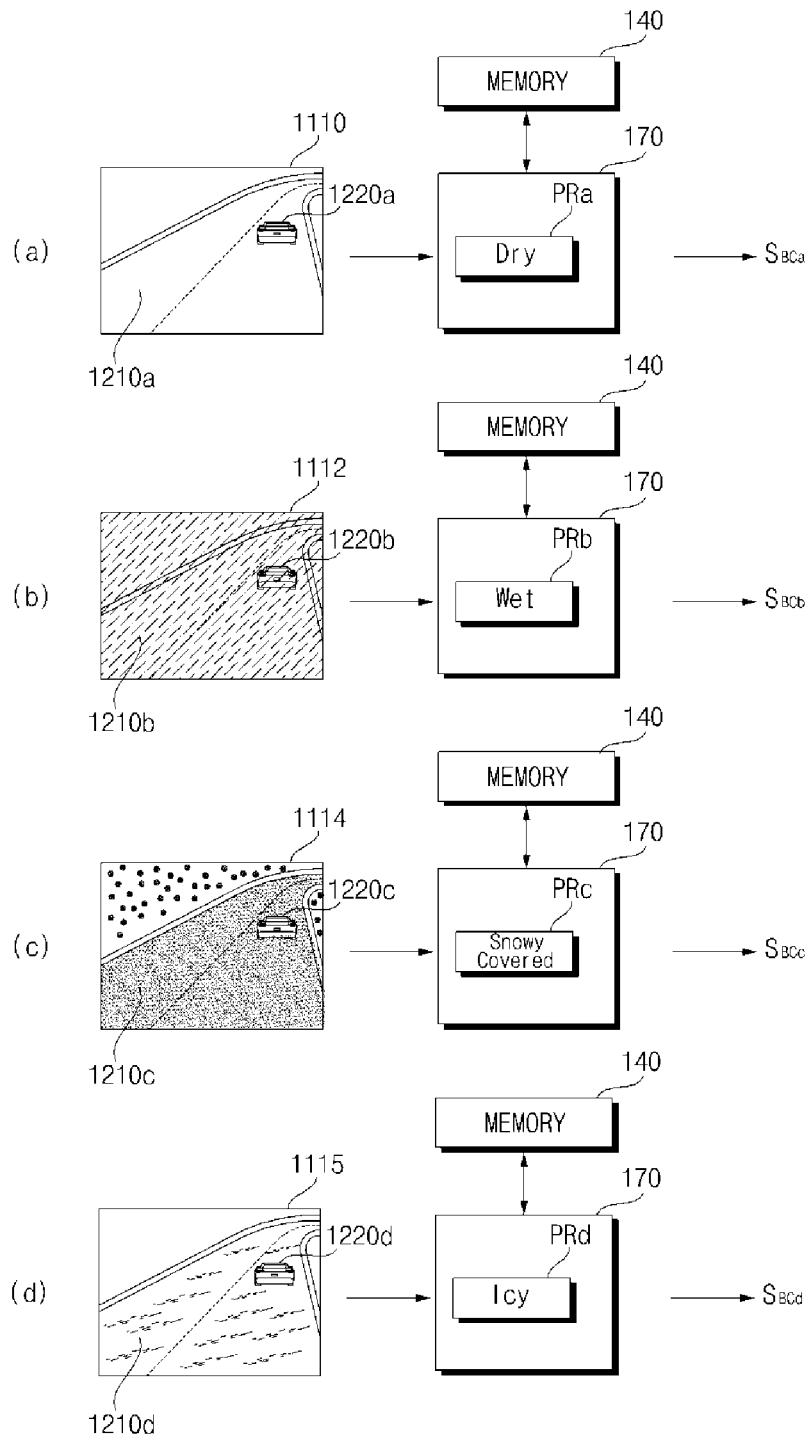 140
MEMORY
1110
170
1220a
PRa
(a)
Dry
SBCa
1210a
140
MEMORY
1112
170
1220b
PRb
(b)
Wet
SBCb
1210b
140
MEMORY
1114
170
1220c
PRc
(c)
Snowy
Covered
SBCc
1210c
140
MEMORY
1115
170
1220d
PRd
(d)
Icy
SBCd
1210d